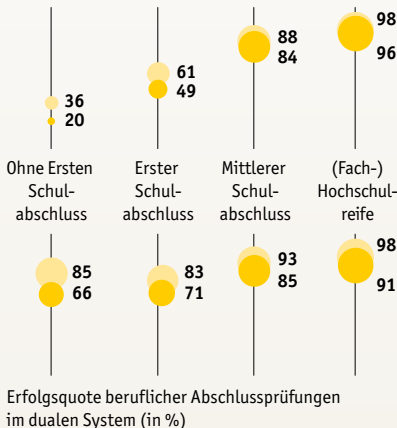 36
20
61
49
88
84
98
96
Ohne Ersten
Schul-
abschluss
Erster
Schul-
abschluss
Mittlerer
Schul-
abschluss
(Fach-)
Hochschul-
reife
85
66
83
71
93
85
98
91
Erfolgsquote beruflicher Abschlussprüfungen
im dualen System (in %)